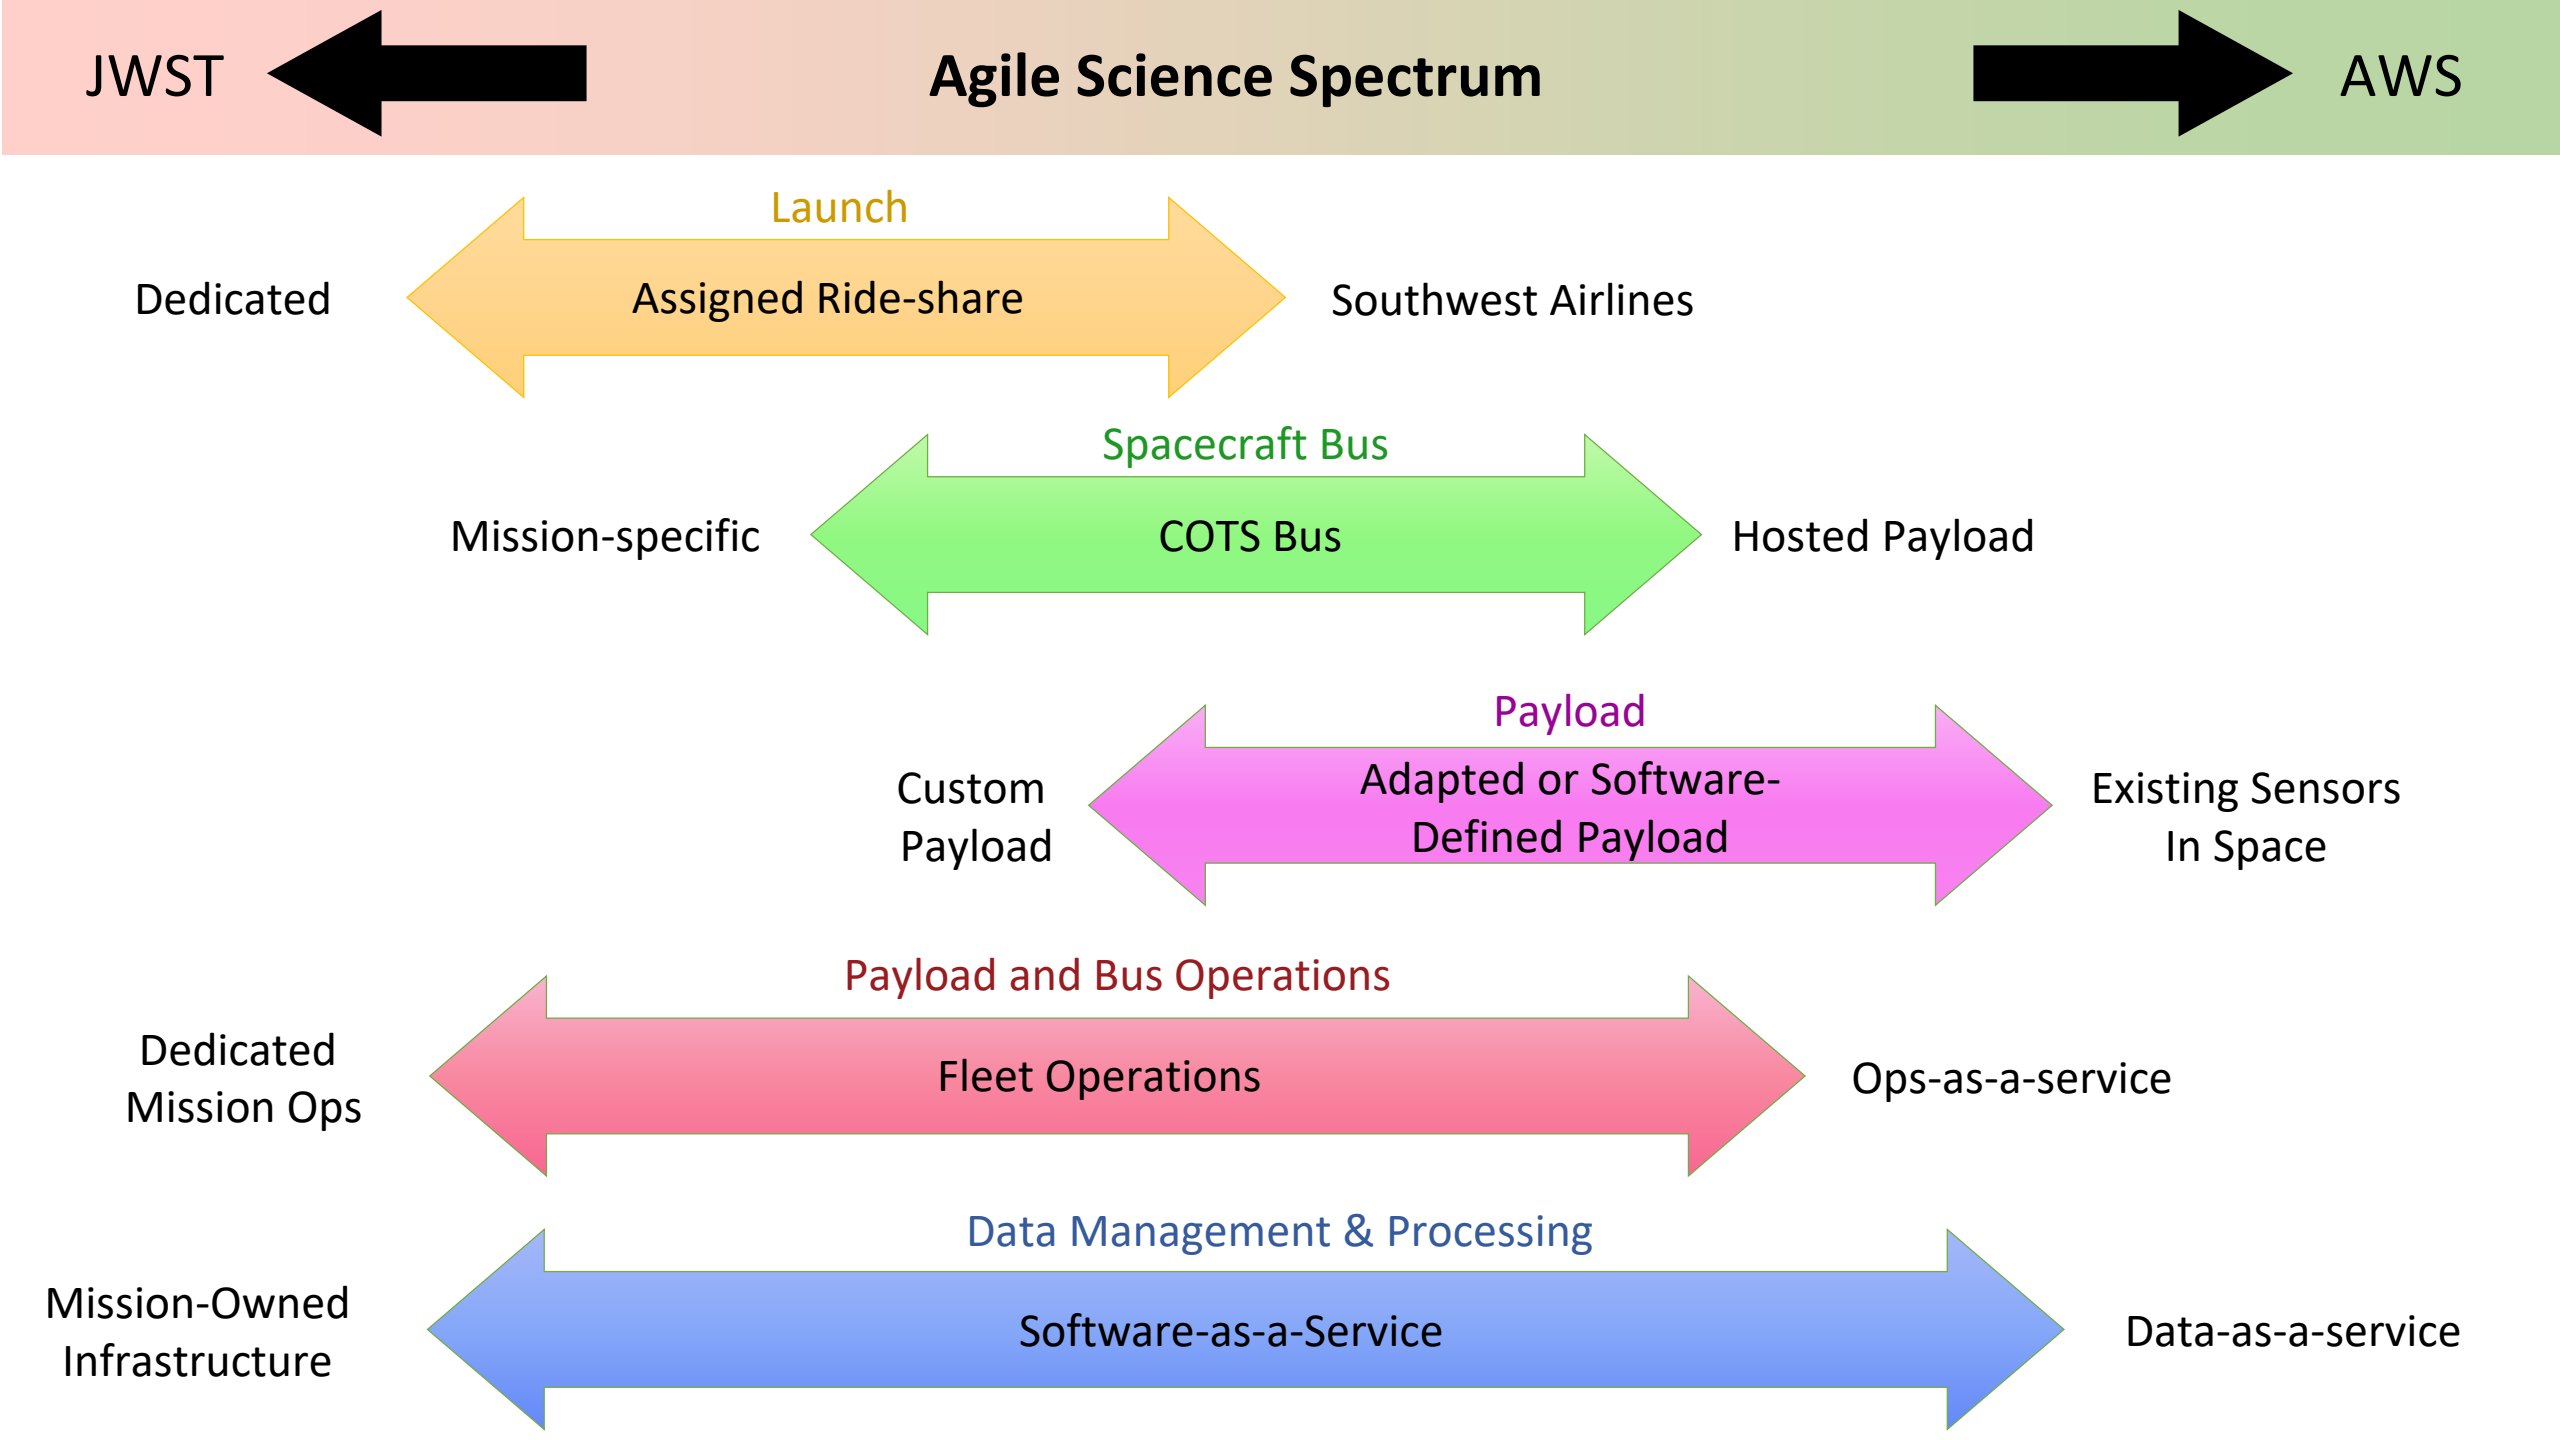 JWST
Agile Science Spectrum
AWS
Launch
Dedicated
Assigned Ride-share
Southwest Airlines
Spacecraft Bus
Mission-specific
COTS Bus
Hosted Payload
Payload
Custom
Payload
Adapted or Software-
Defined Payload
Existing Sensors
In Space
Payload and Bus Operations
Dedicated
Mission Ops
Fleet Operations
Ops-as-a-service
Data Management & Processing
Mission-Owned
Infrastructure
Software-as-a-Service
Data-as-a-service